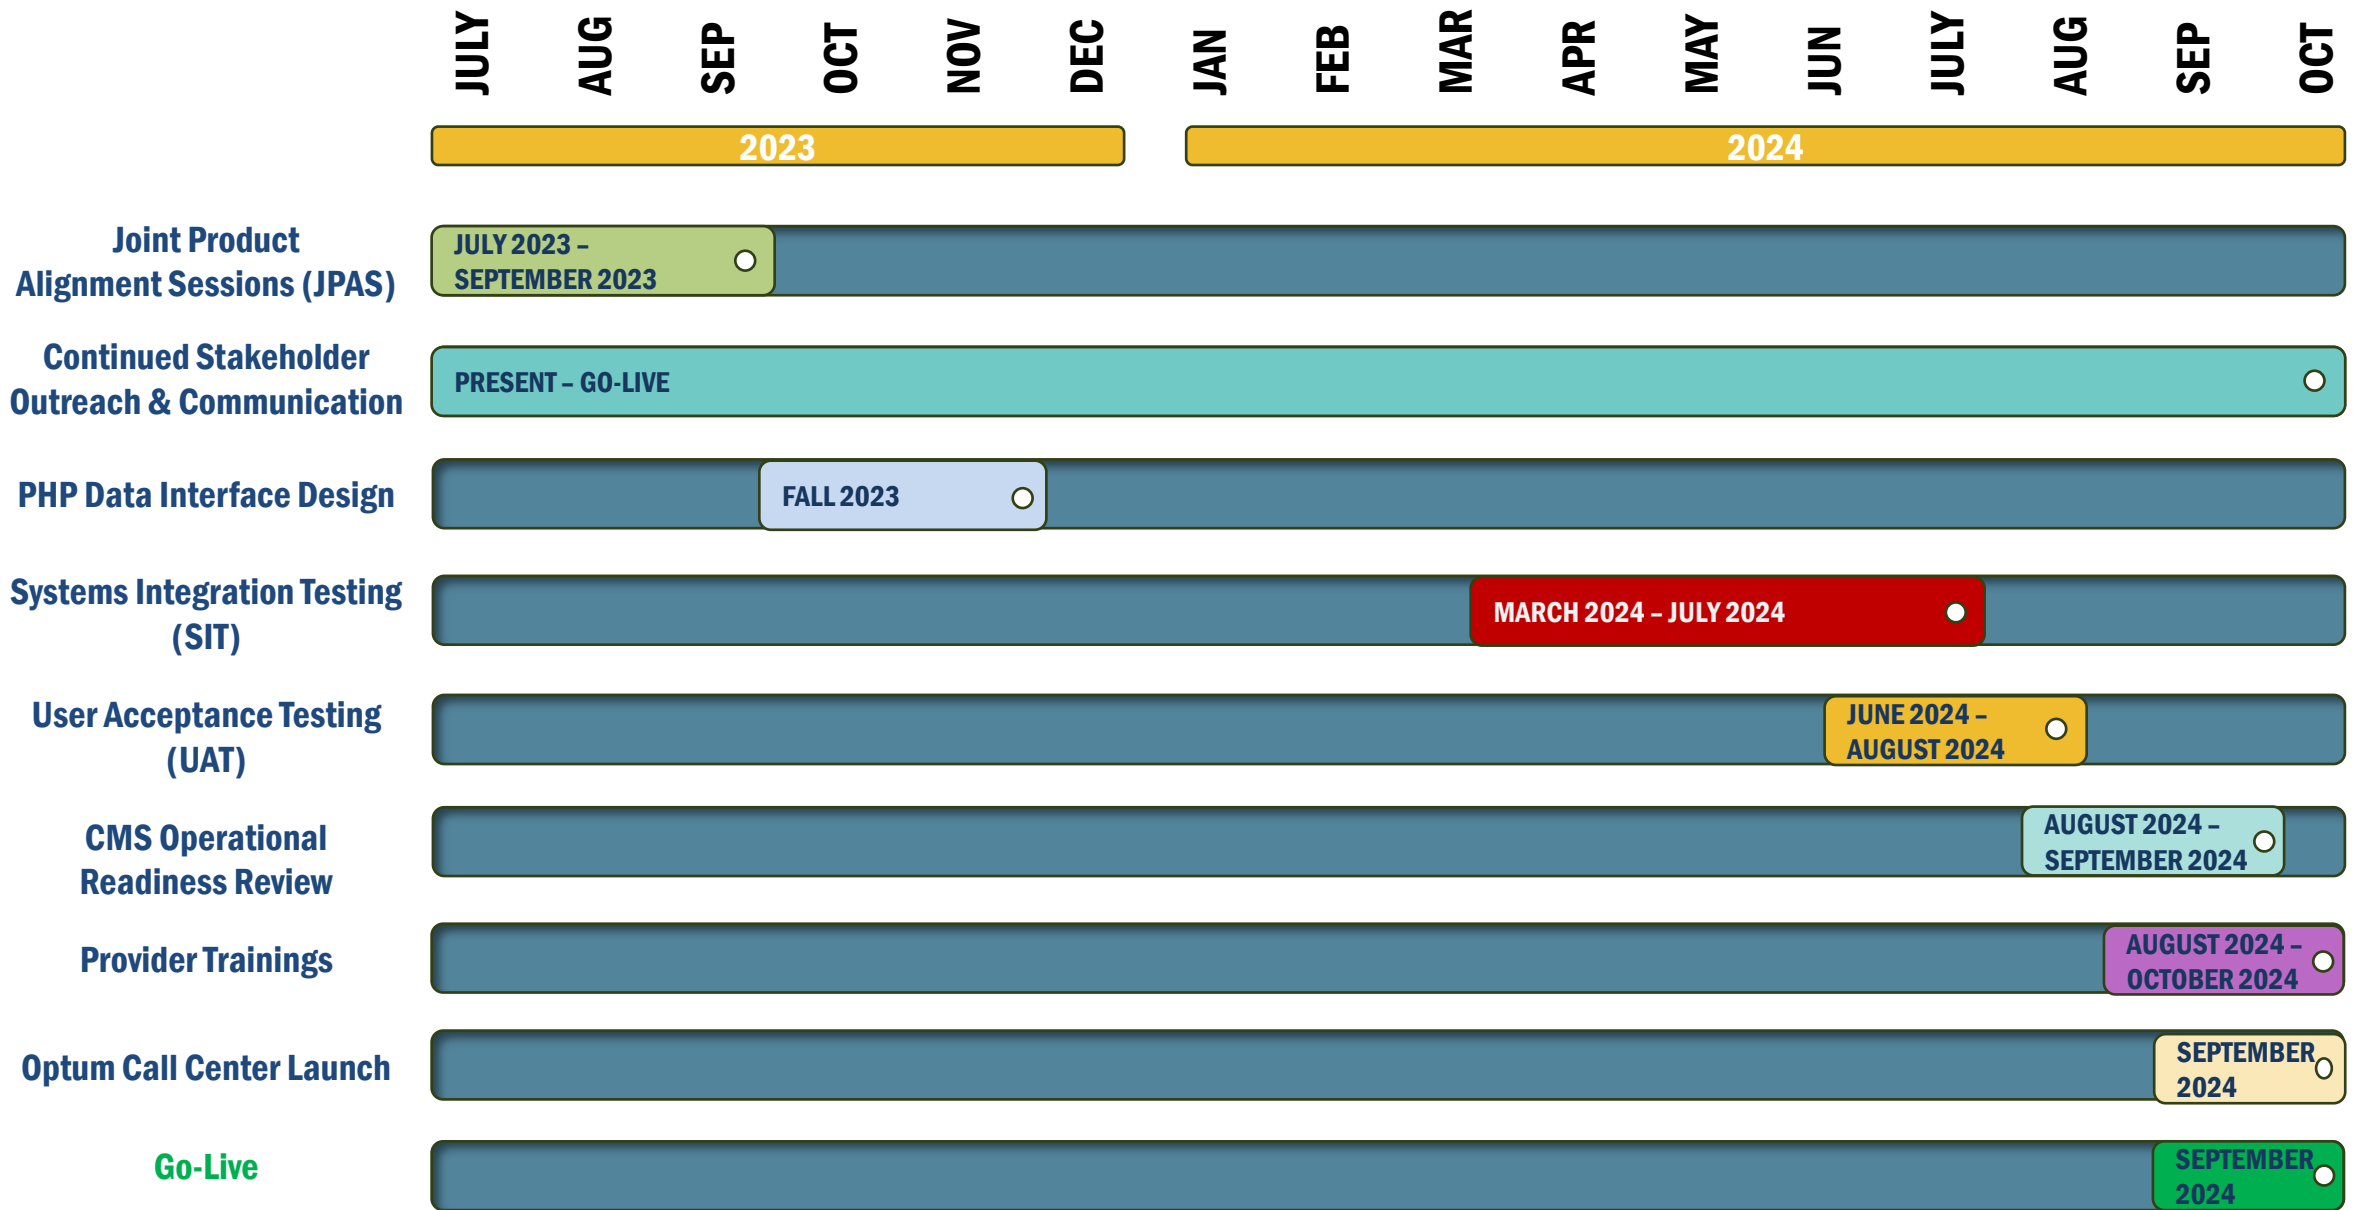 JULY AUG SEP OCT NOV DEC JAN FEB MAR APR MAY JUN JULY AUG SEP OCT
2023 2024
Joint Product
Alignment Sessions (JPAS)
JULY 2023 –
SEPTEMBER 2023
Continued Stakeholder
Outreach & Communication
PRESENT – GO-LIVE
PHP Data Interface Design
FALL 2023
Systems Integration Testing
(SIT)
MARCH 2024 – JULY 2024
User Acceptance Testing
(UAT)
JUNE 2024 –
AUGUST 2024
CMS Operational
Readiness Review
AUGUST 2024 –
SEPTEMBER 2024
Provider Trainings
AUGUST 2024 –
OCTOBER 2024
Optum Call Center Launch
SEPTEMBER
2024
Go-Live
SEPTEMBER
2024